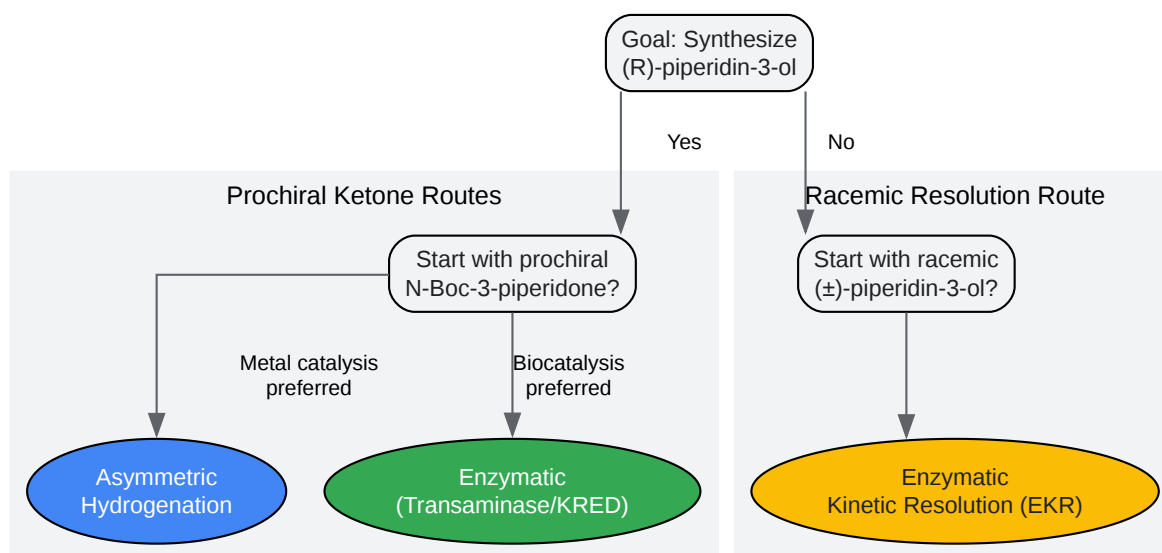 Goal: Synthesize
(R)-piperidin-3-ol
Yes
No
Prochiral Ketone Routes
Racemic Resolution Route
Start with prochiral
N-Boc-3-piperidone?
Start with racemic
(±)-piperidin-3-ol?
Metal catalysis
preferred
Biocatalysis
preferred
Asymmetric
Hydrogenation
Enzymatic
(Transaminase/KRED)
Enzymatic
Kinetic Resolution (EKR)